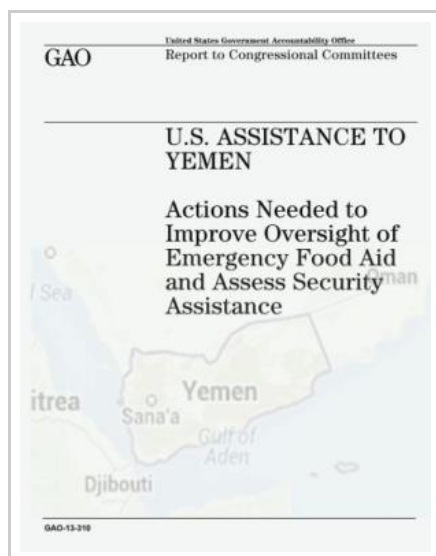 United States Government Accountability Office
GAO
Report to Congressional Committees
U.S. ASSISTANCE TO
YEMEN
Actions Needed to
Improve Oversight of
Emergency Food Aid
and Assess Security
Assistance
Oman
l Sea
itrea
Yemen
Sana'a
Gulf of
Aden
Djibouti
GAO-13-310